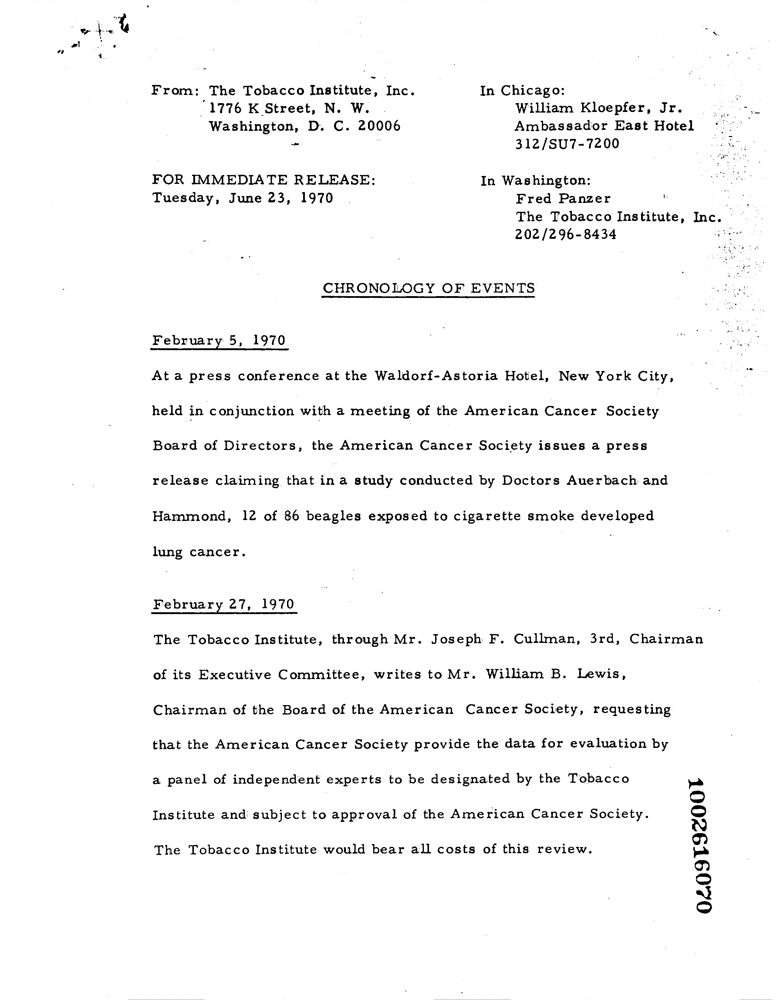 From: The Tobacco Institute, Inc.
1776 K Street, N. W.
Washington, D. C. 20006
In Chicago:
William Kloepfer, Jr.
Ambassador East Hotel
312/SU7-7200
FOR IMMEDIATE RELEASE:
Tuesday, June 23, 1970
In Washington:
Fred Panzer
The Tobacco Institute, Inc.
202/296-8434
CHRONOLOGY OF EVENTS
February 5, 1970
At a press conference at the Waldorf-Astoria Hotel, New York City,
held in conjunction with a meeting of the American Cancer Society
Board of Directors, the American Cancer Society issues a press
release claiming that in a study conducted by Doctors Auerbach and
Hammond, 12 of 86 beagles exposed to cigarette smoke developed
lung cancer.
February 27, 1970
The Tobacco Institute, through Mr. Joseph F. Cullman, 3rd, Chairman
of its Executive Committee, writes to Mr. William B. Lewis,
Chairman of the Board of the American Cancer Society, requesting
that the American Cancer Society provide the data for evaluation by
a panel of independent experts to be designated by the Tobacco
Institute and subject to approval of the American Cancer Society.
The Tobacco Institute would bear all costs of this review.
1002616070